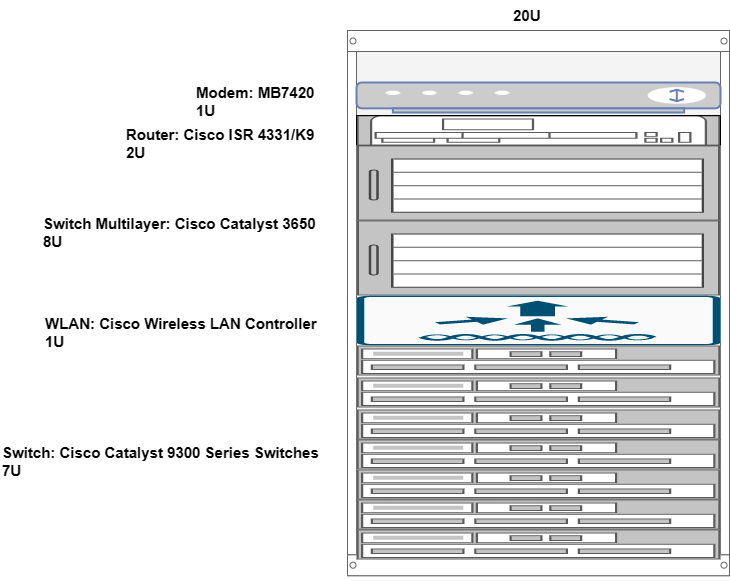 20U
Modem: MB7420
1U
Router: Cisco ISR 4331/K9
2U
Switch Multilayer: Cisco Catalyst 3650
8U
WLAN: Cisco Wireless LAN Controller
1U
Switch: Cisco Catalyst 9300 Series Switches
7U